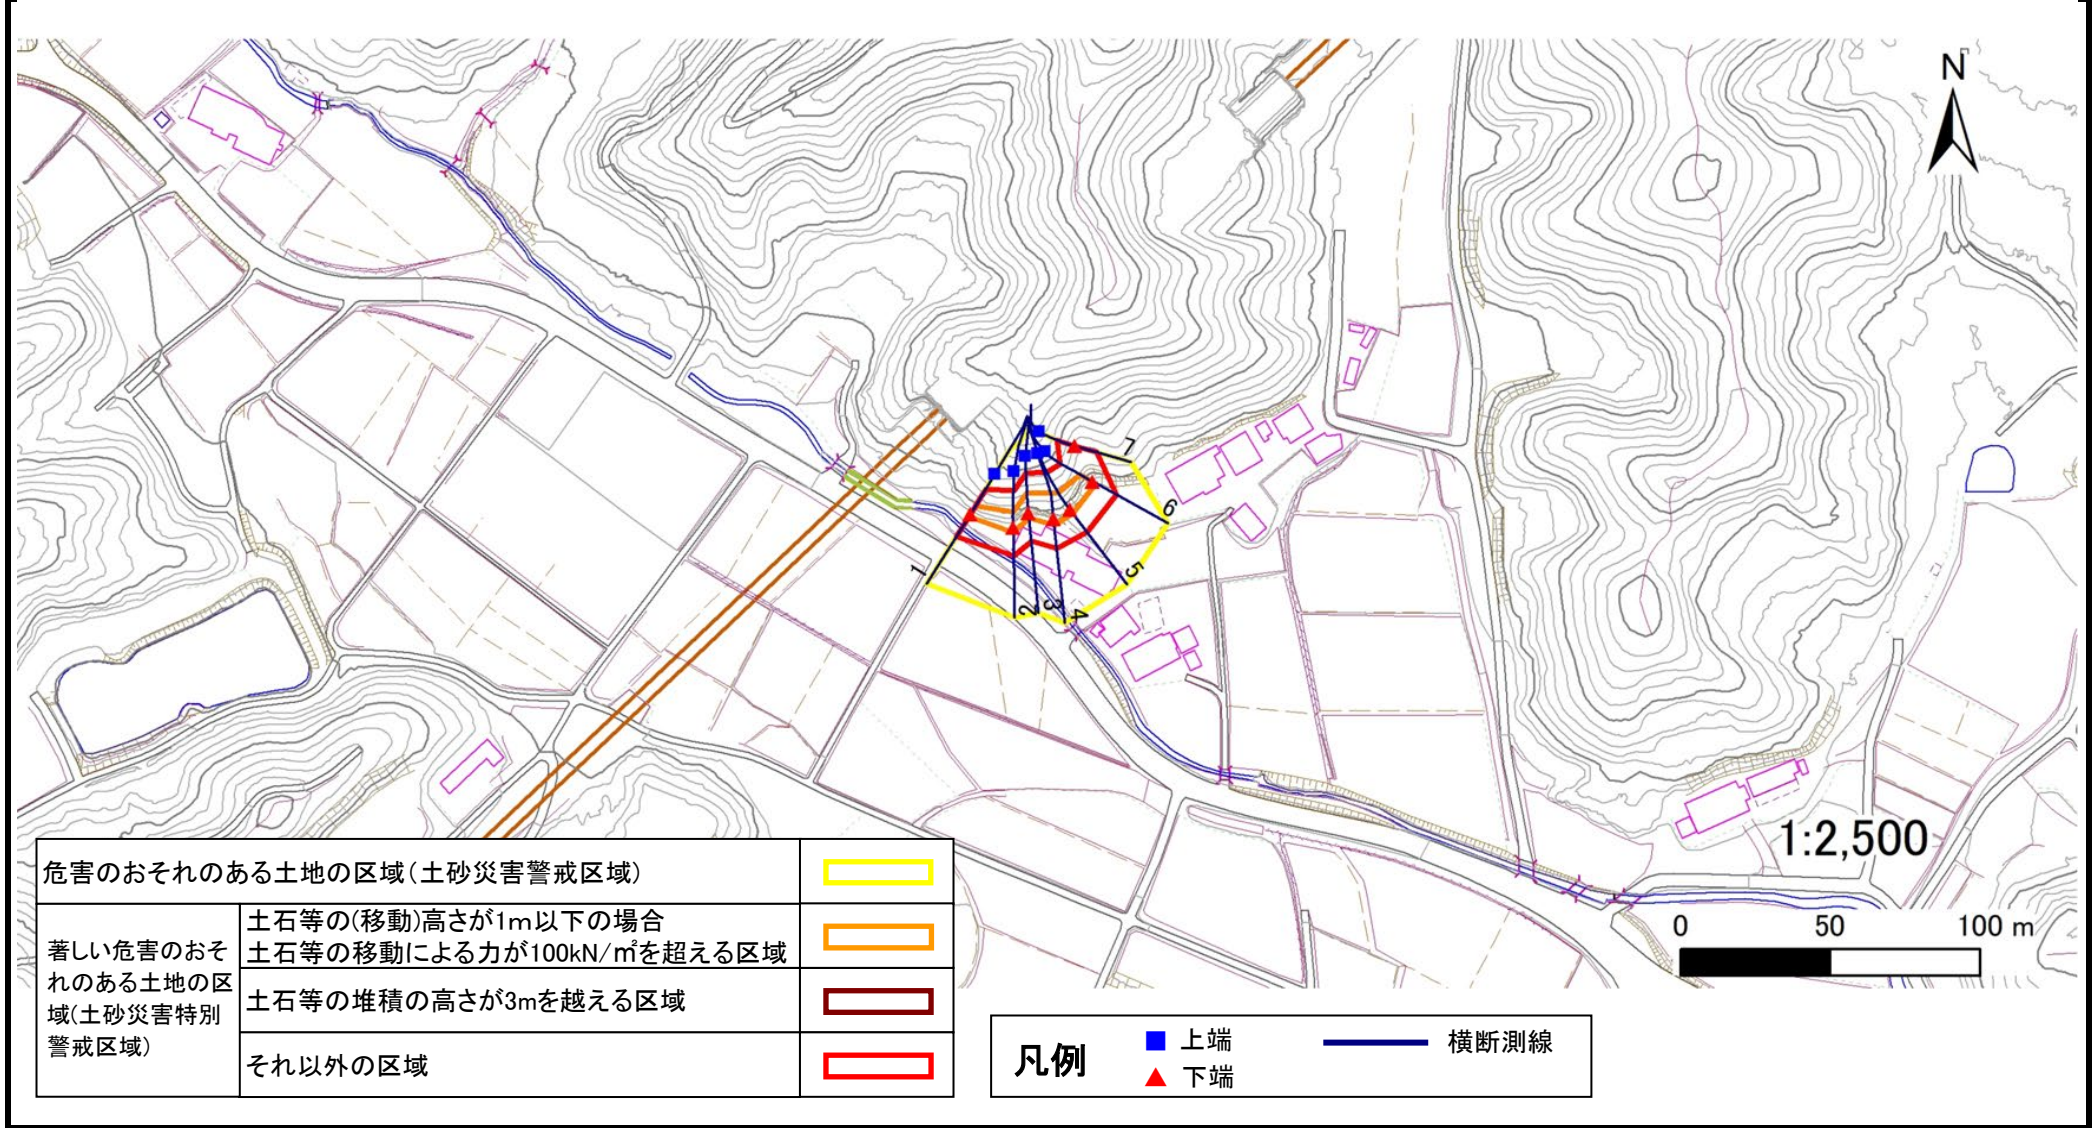 N
7
6
1
5
2
3
4
1:2,500
0 50 100 m
危害のおそれのある土地の区域(土砂災害警戒区域)
著しい危害のおそ
れのある土地の区
域(土砂災害特別
警戒区域)
土石等の(移動)高さが1m以下の場合
土石等の移動による力が100kN/㎡を超える区域
土石等の堆積の高さが3mを越える区域
それ以外の区域
凡例
上端
下端
横断測線